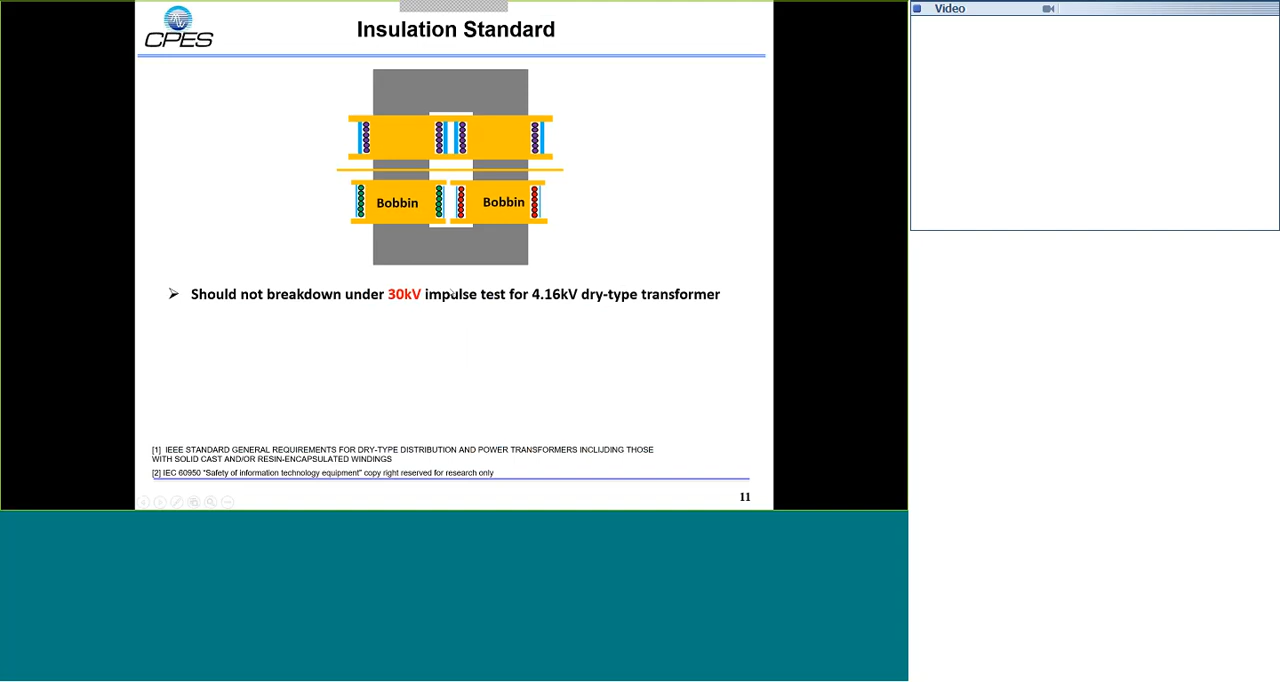 CPES
Insulation Standard
Video
Bobbin
Bobbin
Should not breakdown under 30kV impulse test for 4.16kV dry-type transformer
[1] IEEE STANDARD GENERAL REQUIREMENTS FOR DRY-TYPE DISTRIBUTION AND POWER TRANSFORMERS INCLUDING THOSE
WITH SOLID CAST AND/OR RESIN-ENCAPSULATED WINDINGS
[2] IEC 60950 “Safety of information technology equipment” copy right reserved for research only
11